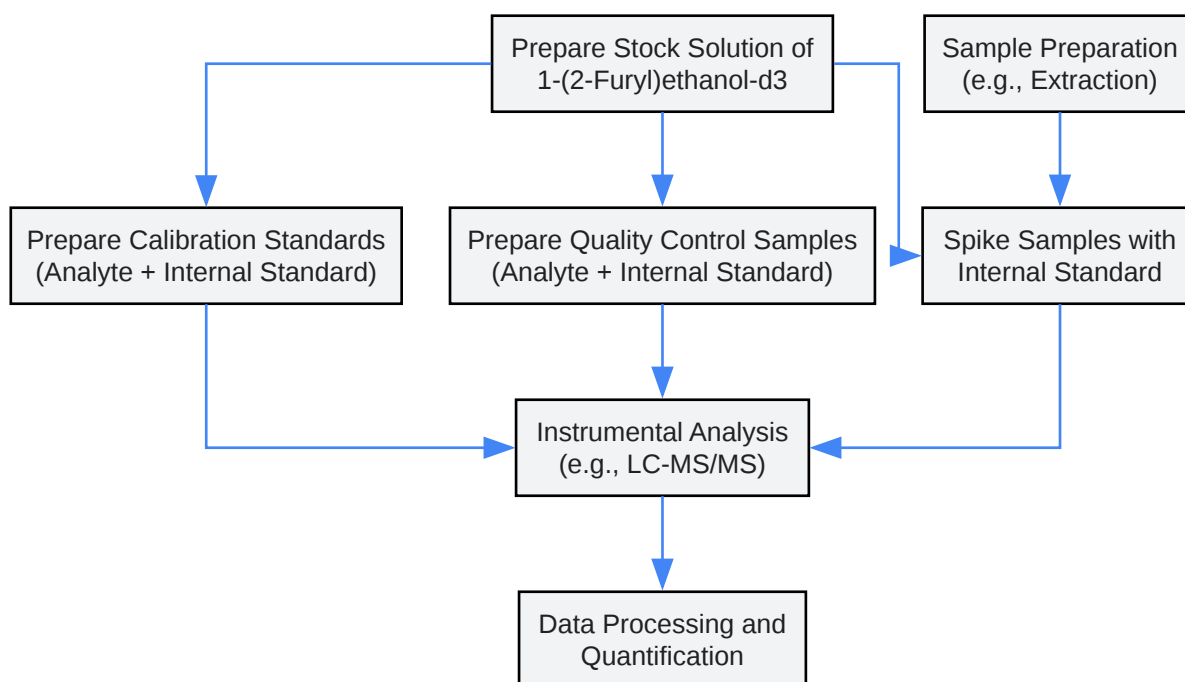 Prepare Stock Solution of
1-(2-Furyl)ethanol-d3
Sample Preparation
(e.g., Extraction)
Prepare Calibration Standards
(Analyte + Internal Standard)
Prepare Quality Control Samples
(Analyte + Internal Standard)
Spike Samples with
Internal Standard
Instrumental Analysis
(e.g., LC-MS/MS)
Data Processing and
Quantification